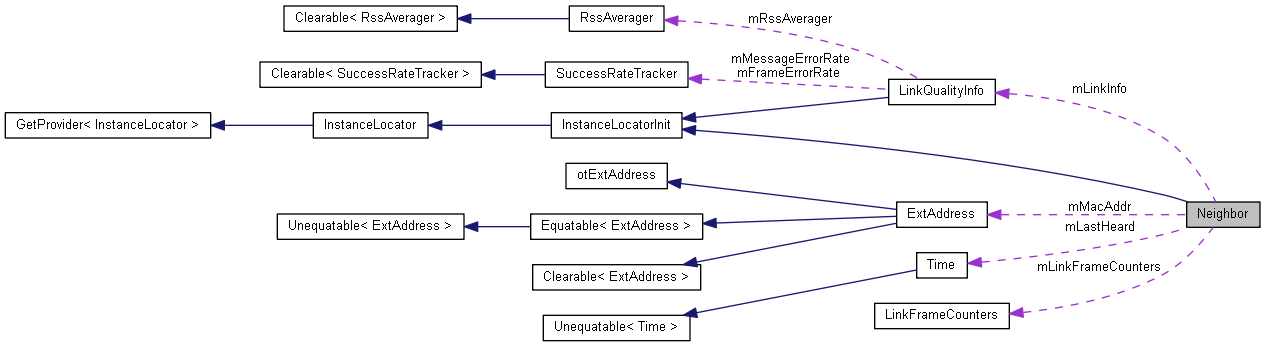 Clearable< RssAverager >
RssAverager
mRssAverager
Clearable< SuccessRateTracker >
SuccessRateTracker
mMessageErrorRate
mFrameErrorRate
LinkQualityInfo
mLinkInfo
GetProvider< InstanceLocator >
InstanceLocator
InstanceLocatorInit
otExtAddress
Unequatable< ExtAddress >
Equatable< ExtAddress >
ExtAddress
mMacAddr
Neighbor
mLastHeard
Clearable< ExtAddress >
Time
mLinkFrameCounters
Unequatable< Time >
LinkFrameCounters